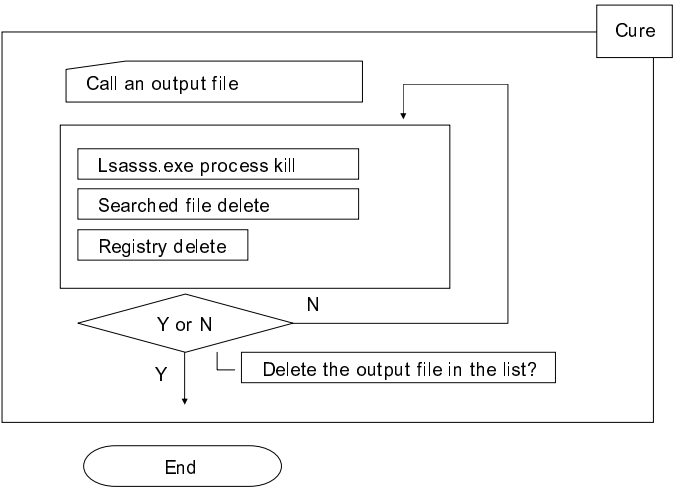 Cure
Call an output file
Lsasss.exe process kill
Searched file delete
Registry delete
N
Y or N
Y
Delete the output file in the list?
End